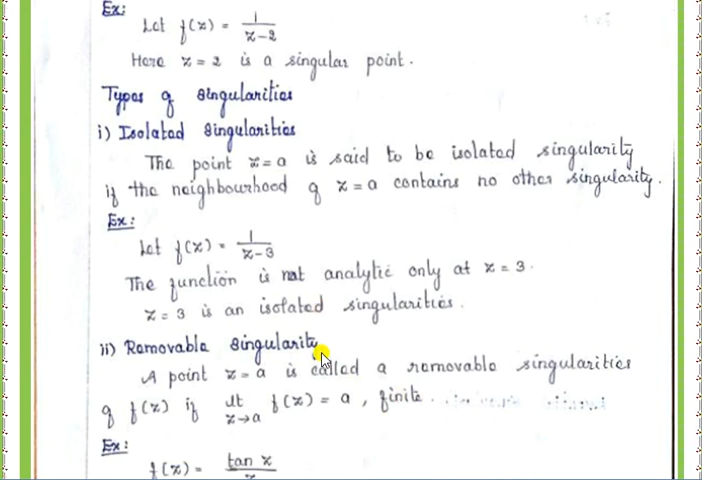 Ex:
Let f(z) = 1/(z-2)
Here z = 2 is a singular point.
Types of singularities
i) Isolated singularities
The point z = a is said to be isolated singularity
if the neighbourhood of z = a contains no other singularity.
Ex:
Let f(z) = 1/(z-3)
The function is not analytic only at z = 3.
z = 3 is an isolated singularities.
ii) Removable singularity
A point z = a is called a removable singularities
of f(z) if lt z→a f(z) = a, finite.
Ex:
f(z) = tan z